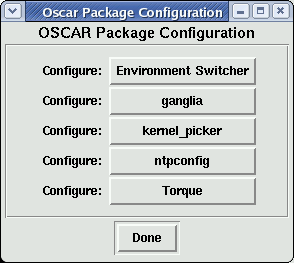 Oscar Package Configuration
OSCAR Package Configuration
Configure: Environment Switcher
Configure: ganglia
Configure: kernel_picker
Configure: ntpconfig
Configure: Torque
Done